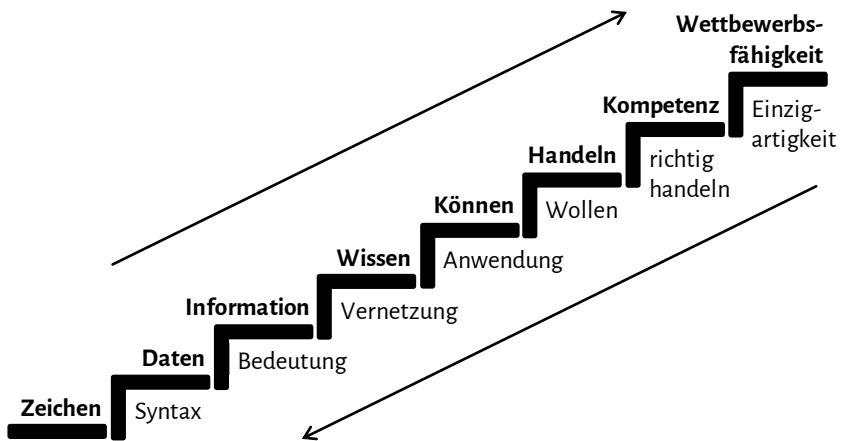 Wettbewerbs-
fähigkeit
Einzig-
artigkeit
Kompetenz
richtig
handeln
Handeln
Wollen
Können
Anwendung
Wissen
Vernetzung
Information
Bedeutung
Daten
Syntax
Zeichen